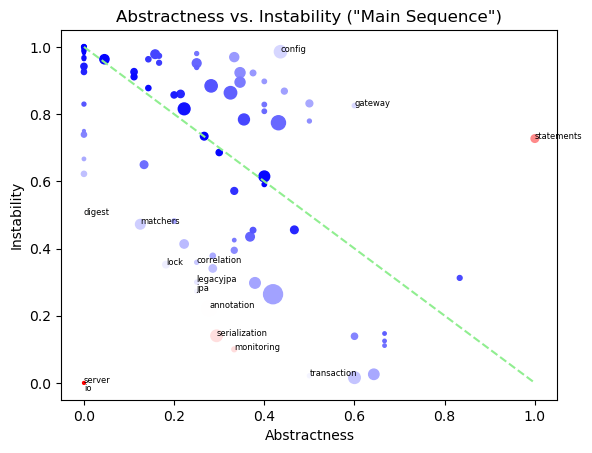 Abstractness vs. Instability ("Main Sequence")
1.0
config
gateway
0.8
statements
0.6
Instability
digest
matchers
0.4
lock
correlation
legacyjpa
jpa
annotation
0.2
serialization
monitoring
transaction
server
0.0
io
0.0 0.2 0.4 0.6 0.8 1.0
Abstractness